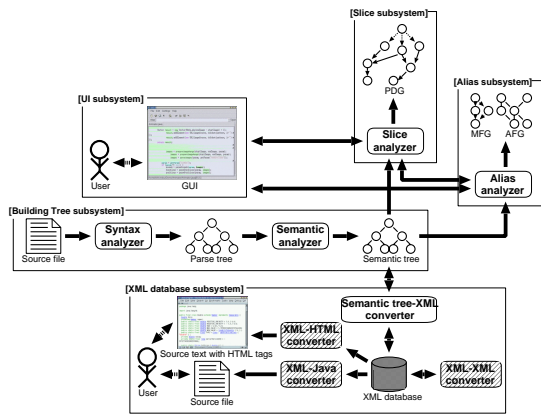 [Slice subsystem]
PDG
Slice
analyzer
[Alias subsystem]
MFG
AFG
Alias
analyzer
[UI subsystem]
User
GUI
[Building Tree subsystem]
Source file
Syntax
analyzer
Parse tree
Semantic
analyzer
Semantic tree
[XML database subsystem]
Semantic tree-XML
converter
Source text with HTML tags
XML-HTML
converter
User
Source file
XML-Java
converter
XML database
XML-XML
converter